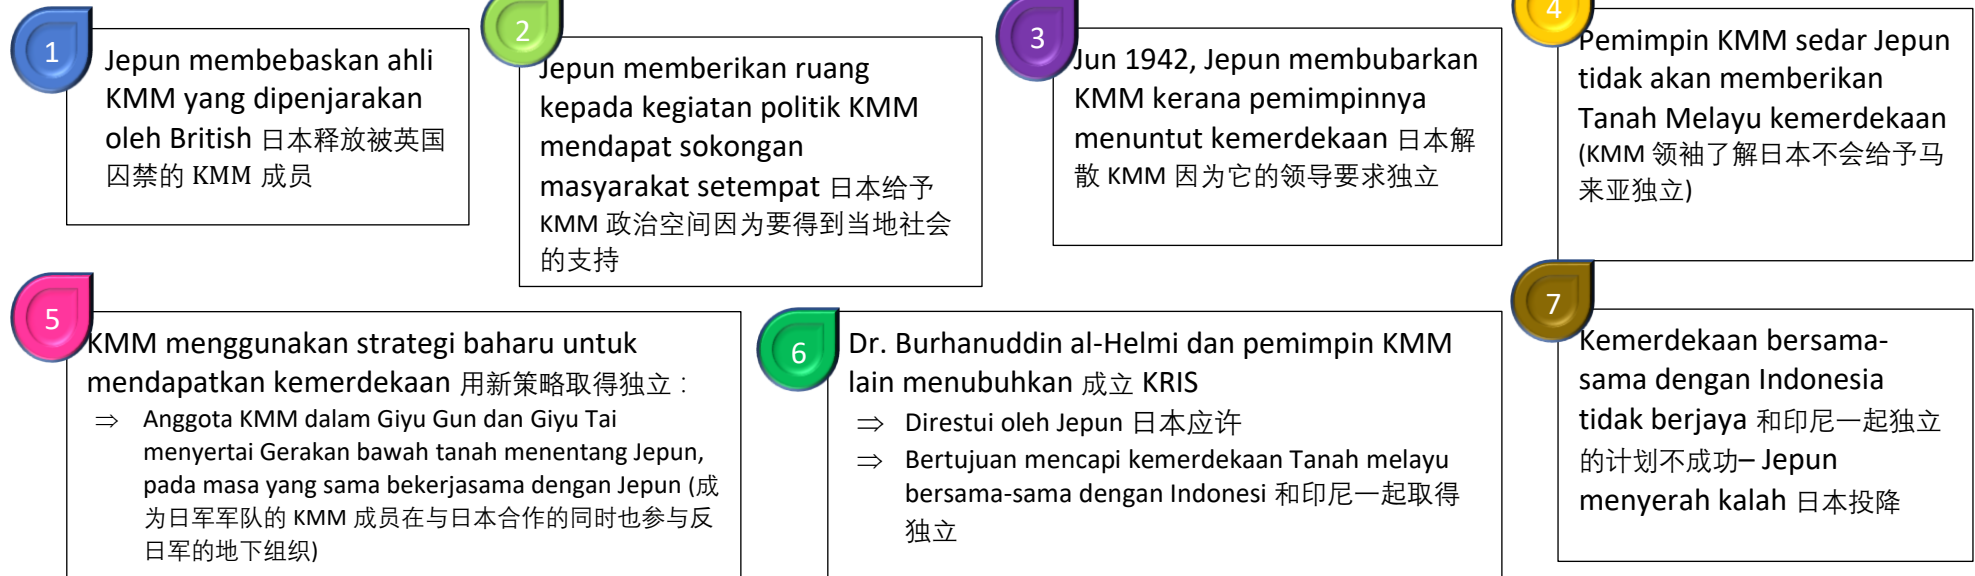 1
Jepun membebaskan ahli
KMM yang dipenjarakan
oleh British 日本释放被英国
囚禁的 KMM 成员
2
Jepun memberikan ruang
kepada kegiatan politik KMM
mendapat sokongan
masyarakat setempat 日本给予
KMM 政治空间因为要得到当地社会
的支持
3
Jun 1942, Jepun membubarkan
KMM kerana pemimpinnya
menuntut kemerdekaan 日本解
散 KMM 因为它的领导要求独立
4
Pemimpin KMM sedar Jepun
tidak akan memberikan
Tanah Melayu kemerdekaan
(KMM 领袖了解日本不会给予马
来亚独立)
5
KMM menggunakan strategi baharu untuk
mendapatkan kemerdekaan 用新策略取得独立：
⇒ Anggota KMM dalam Giyu Gun dan Giyu Tai
menyertai Gerakan bawah tanah menentang Jepun,
pada masa yang sama bekerjasama dengan Jepun (成
为日军军队的 KMM 成员在与日本合作的同时也参与反
日军的地下组织)
6
Dr. Burhanuddin al-Helmi dan pemimpin KMM
lain menubuhkan 成立 KRIS
⇒ Direstui oleh Jepun 日本应许
⇒ Bertujuan mencapi kemerdekaan Tanah melayu
bersama-sama dengan Indonesi 和印尼一起取得
独立
7
Kemerdekaan bersama-
sama dengan Indonesia
tidak berjaya 和印尼一起独立
的计划不成功– Jepun
menyerah kalah 日本投降